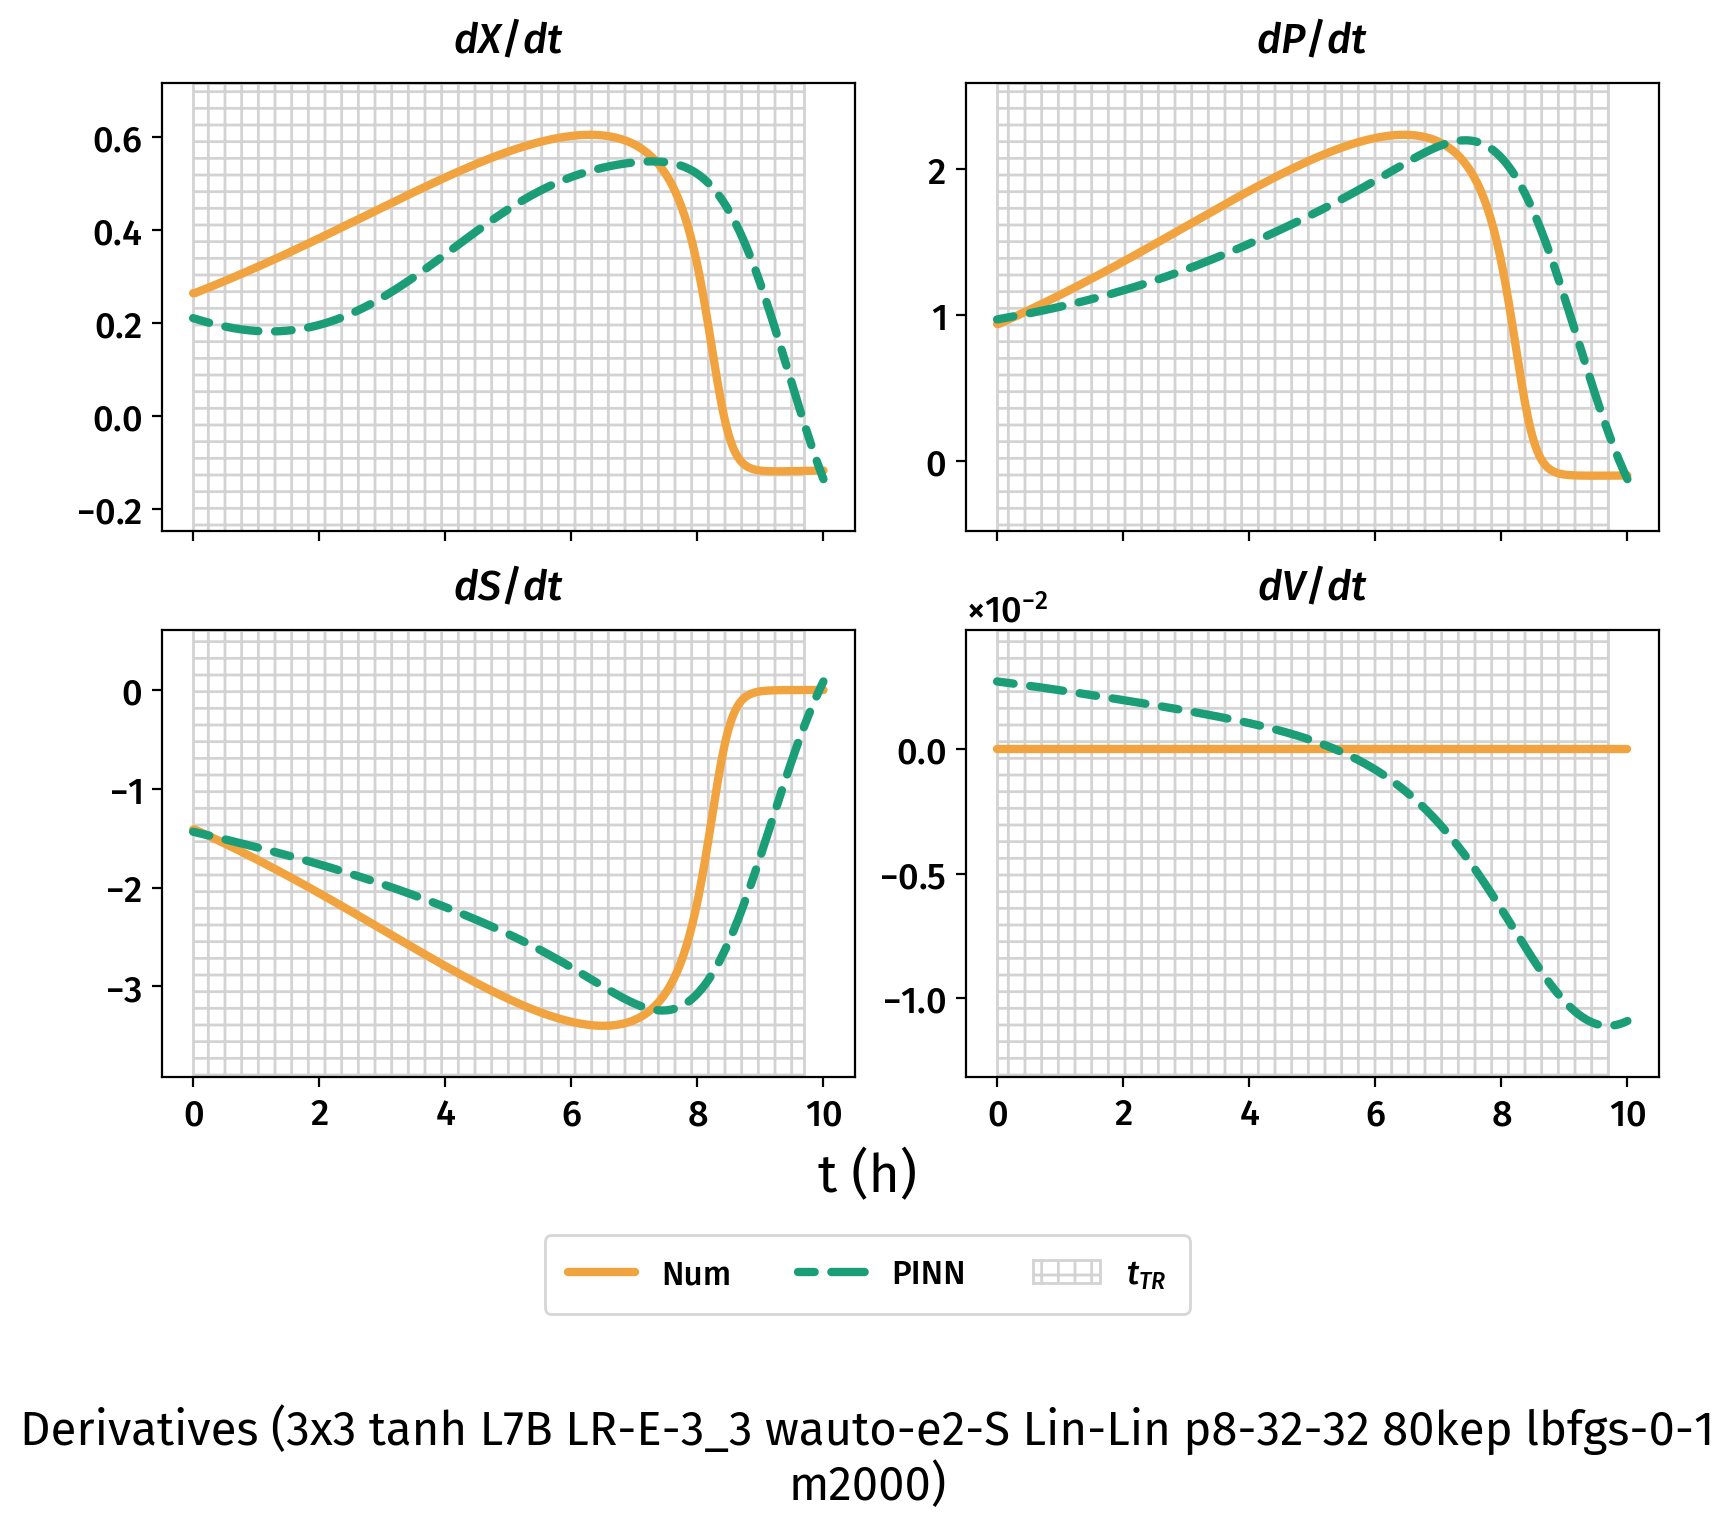 dX/dt
dP/dt
0.6
0.4
0.2
0.0
−0.2
2
1
0
dS/dt
dV/dt
×10⁻²
0
−1
−2
−3
0.0
−0.5
−1.0
0 2 4 6 8 10
0 2 4 6 8 10
t (h)
Num PINN t_TR
Derivatives (3x3 tanh L7B LR-E-3_3 wauto-e2-S Lin-Lin p8-32-32 80kep lbfgs-0-1
m2000)